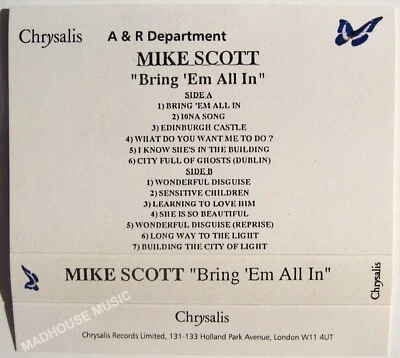 Chrysalis A & R Department
MIKE SCOTT
"Bring 'Em All In"
SIDE A
1) BRING 'EM ALL IN
2) I0NA SONG
3) EDINBURGH CASTLE
4) WHAT DO YOU WANT ME TO DO ?
5) I KNOW SHE'S IN THE BUILDING
6) CITY FULL OF GHOSTS (DUBLIN)
SIDE B
1) WONDERFUL DISGUISE
2) SENSITIVE CHILDREN
3) LEARNING TO LOVE HIM
4) SHE IS SO BEAUTIFUL
5) WONDERFUL DISGUISE (REPRISE)
6) LONG WAY TO THE LIGHT
7) BUILDING THE CITY OF LIGHT
MIKE SCOTT "Bring 'Em All In"
Chrysalis
MADHOUSE MUSIC
Chrysalis
Chrysalis Records Limited, 131-133 Holland Park Avenue, London W11 4UT